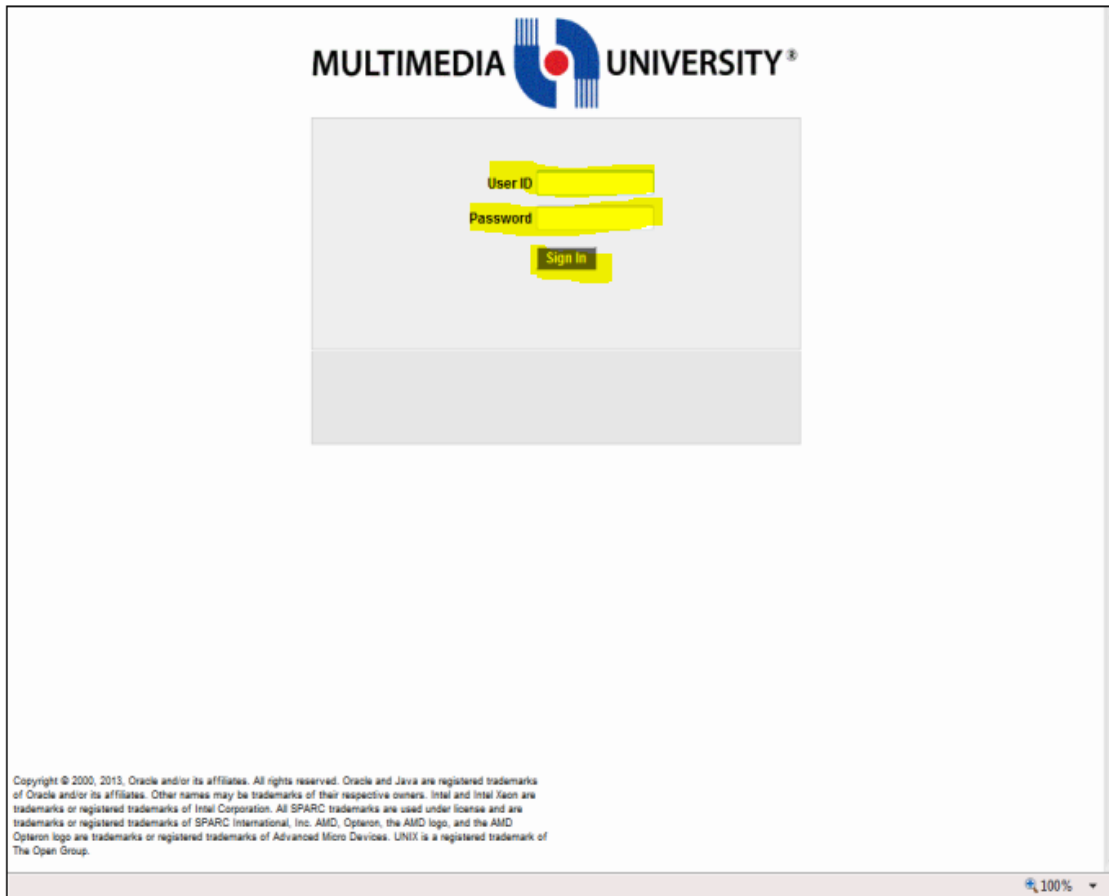 MULTIMEDIA UNIVERSITY®
User ID
Password
Sign In
Copyright © 2000, 2013, Oracle and/or its affiliates. All rights reserved. Oracle and Java are registered trademarks
of Oracle and/or its affiliates. Other names may be trademarks of their respective owners. Intel and Intel Xeon are
trademarks or registered trademarks of Intel Corporation. All SPARC trademarks are used under license and are
trademarks or registered trademarks of SPARC International, Inc. AMD, Opteron, the AMD logo, and the AMD
Opteron logo are trademarks or registered trademarks of Advanced Micro Devices. UNIX is a registered trademark of
The Open Group.
100%